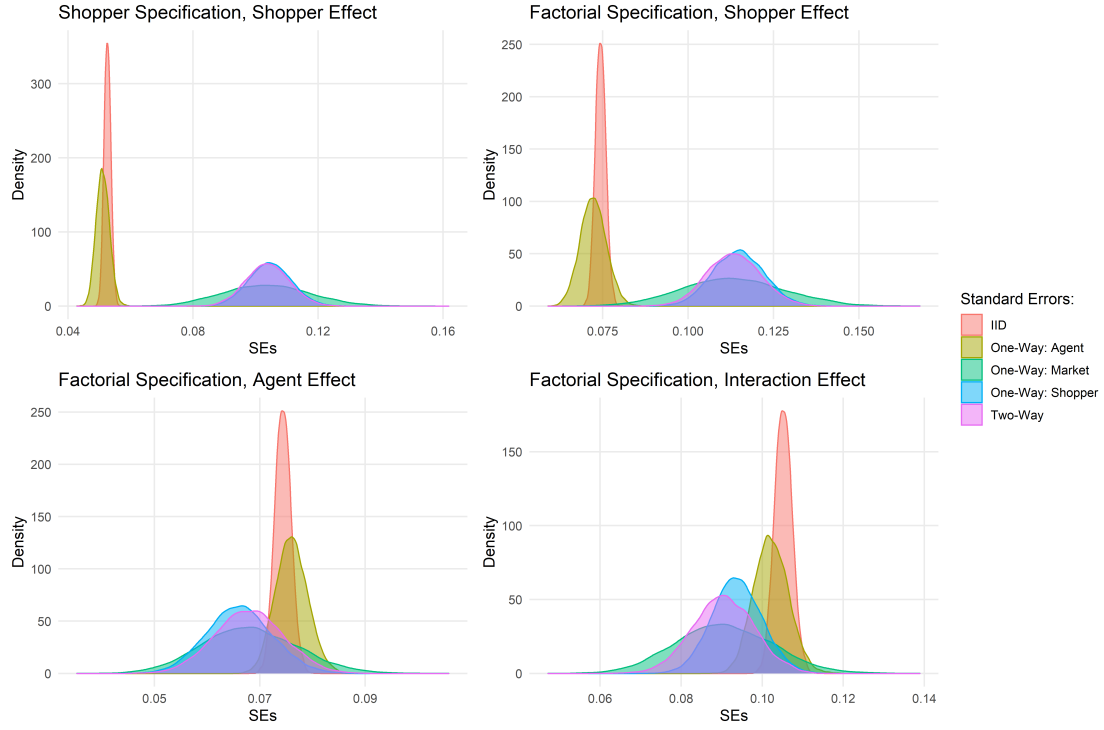 Shopper Specification, Shopper Effect
Density
300
200
100
0
0.04 0.08 0.12 0.16
SEs
Factorial Specification, Shopper Effect
Density
250
200
150
100
50
0
0.075 0.100 0.125 0.150
SEs
Factorial Specification, Agent Effect
Density
250
200
150
100
50
0
0.05 0.07 0.09
SEs
Factorial Specification, Interaction Effect
Density
150
100
50
0
0.06 0.08 0.10 0.12 0.14
SEs
Standard Errors:
IID
One-Way: Agent
One-Way: Market
One-Way: Shopper
Two-Way